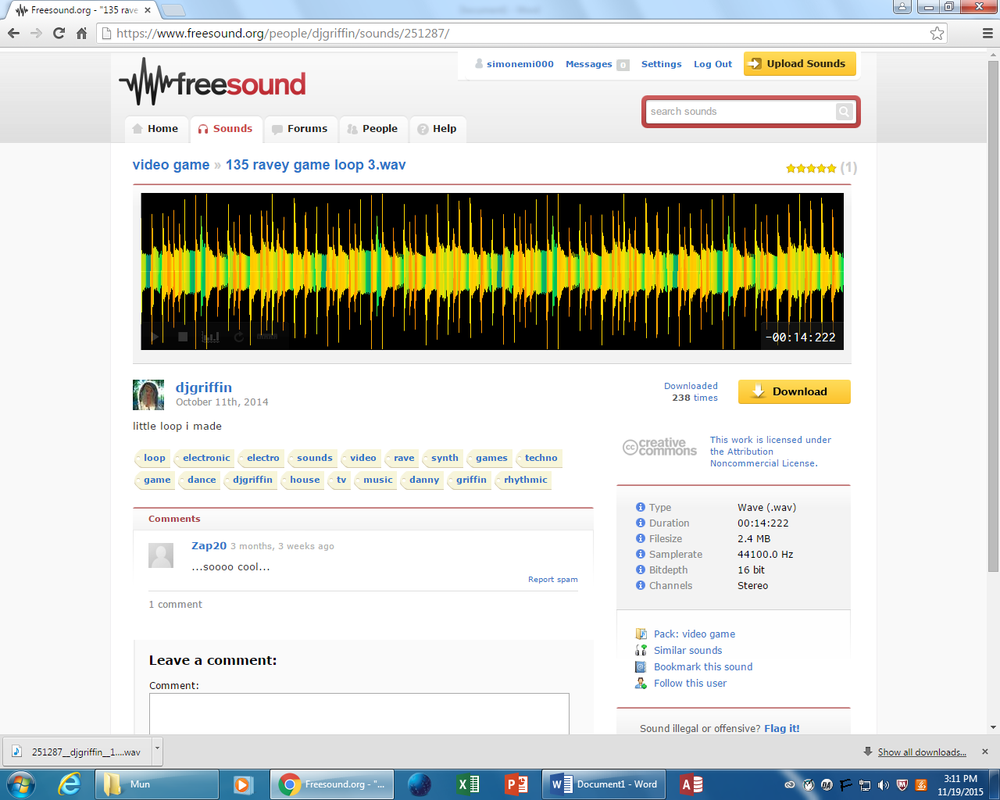 Document1 - Word
Freesound.org - "135 rave
https://www.freesound.org/people/djgriffin/sounds/251287/
simonemi000 Messages 0 Settings Log Out Upload Sounds
freesound
search sounds
Home Sounds Forums People Help
video game » 135 ravey game loop 3.wav
(1)
-00:14:222
djgriffin
October 11th, 2014
Downloaded
238 times
Download
little loop i made
creative commons
cc
This work is licensed under
the Attribution
Noncommercial License.
loop electronic electro sounds video rave synth games techno
game dance djgriffin house tv music danny griffin rhythmic
Comments
Zap20 3 months, 3 weeks ago
...soooo cool...
Report spam
1 comment
Type Wave (.wav)
Duration 00:14:222
Filesize 2.4 MB
Samplerate 44100.0 Hz
Bitdepth 16 bit
Channels Stereo
Pack: video game
Similar sounds
Bookmark this sound
Follow this user
Leave a comment:
Comment:
Sound illegal or offensive? Flag it!
251287__djgriffin__1....wav
Show all downloads...
Mun
Freesound.org - "...
Document1 - Word
3:11 PM
11/19/2015